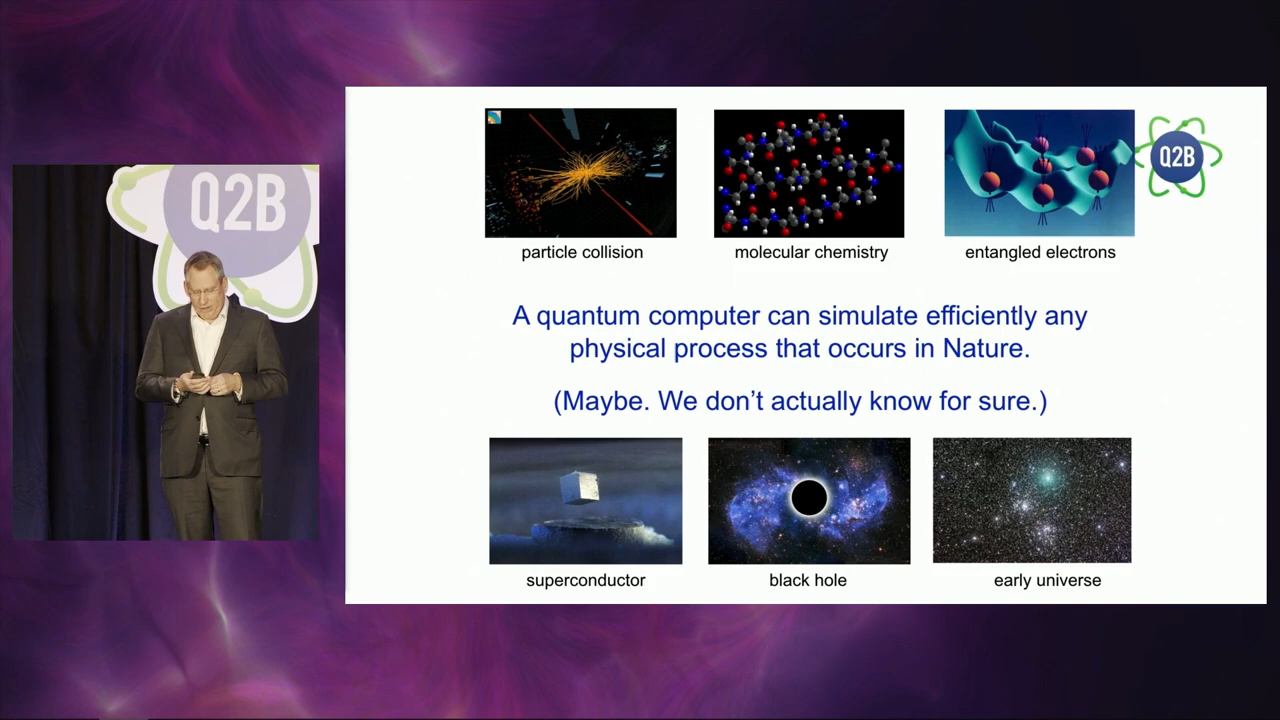 Q2B
particle collision
molecular chemistry
entangled electrons
Q2B
A quantum computer can simulate efficiently any
physical process that occurs in Nature.
(Maybe. We don’t actually know for sure.)
superconductor
black hole
early universe